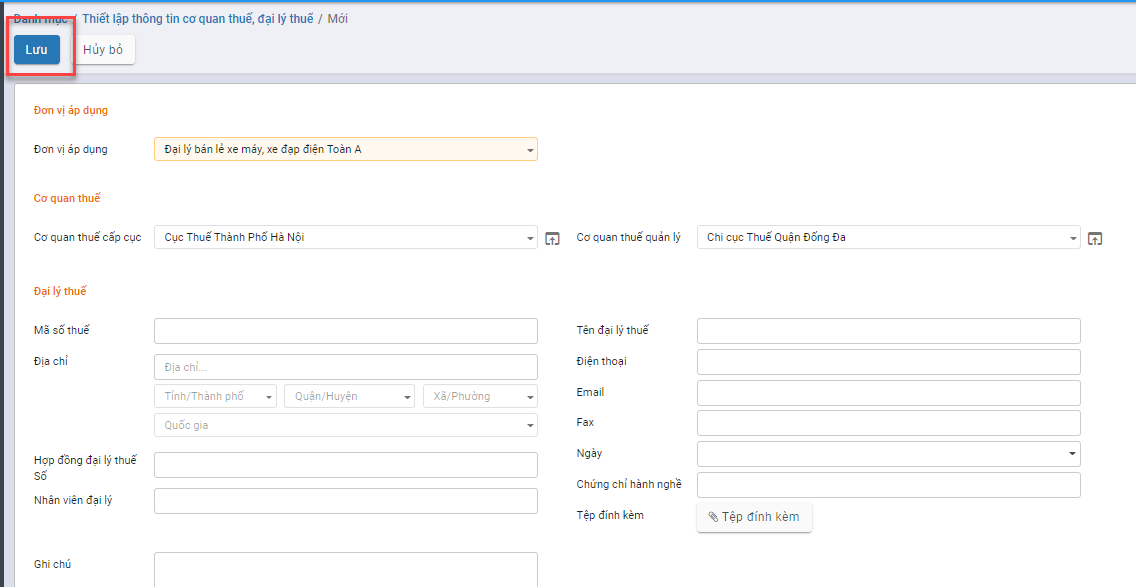 Danh mục / Thiết lập thông tin cơ quan thuế, đại lý thuế / Mới
Lưu Hủy bỏ
Đơn vị áp dụng
Đơn vị áp dụng Đại lý bán lẻ xe máy, xe đạp điện Toàn A
Cơ quan thuế
Cơ quan thuế cấp cục Cục Thuế Thành Phố Hà Nội Cơ quan thuế quản lý Chi cục Thuế Quận Đống Đa
Đại lý thuế
Mã số thuế Tên đại lý thuế
Địa chỉ Địa chỉ... Điện thoại
Tỉnh/Thành phố Quận/Huyện Xã/Phường Email
Quốc gia Fax
Hợp đồng đại lý thuế Ngày
Số
Chứng chỉ hành nghề
Nhân viên đại lý
Tệp đính kèm Tệp đính kèm
Ghi chú